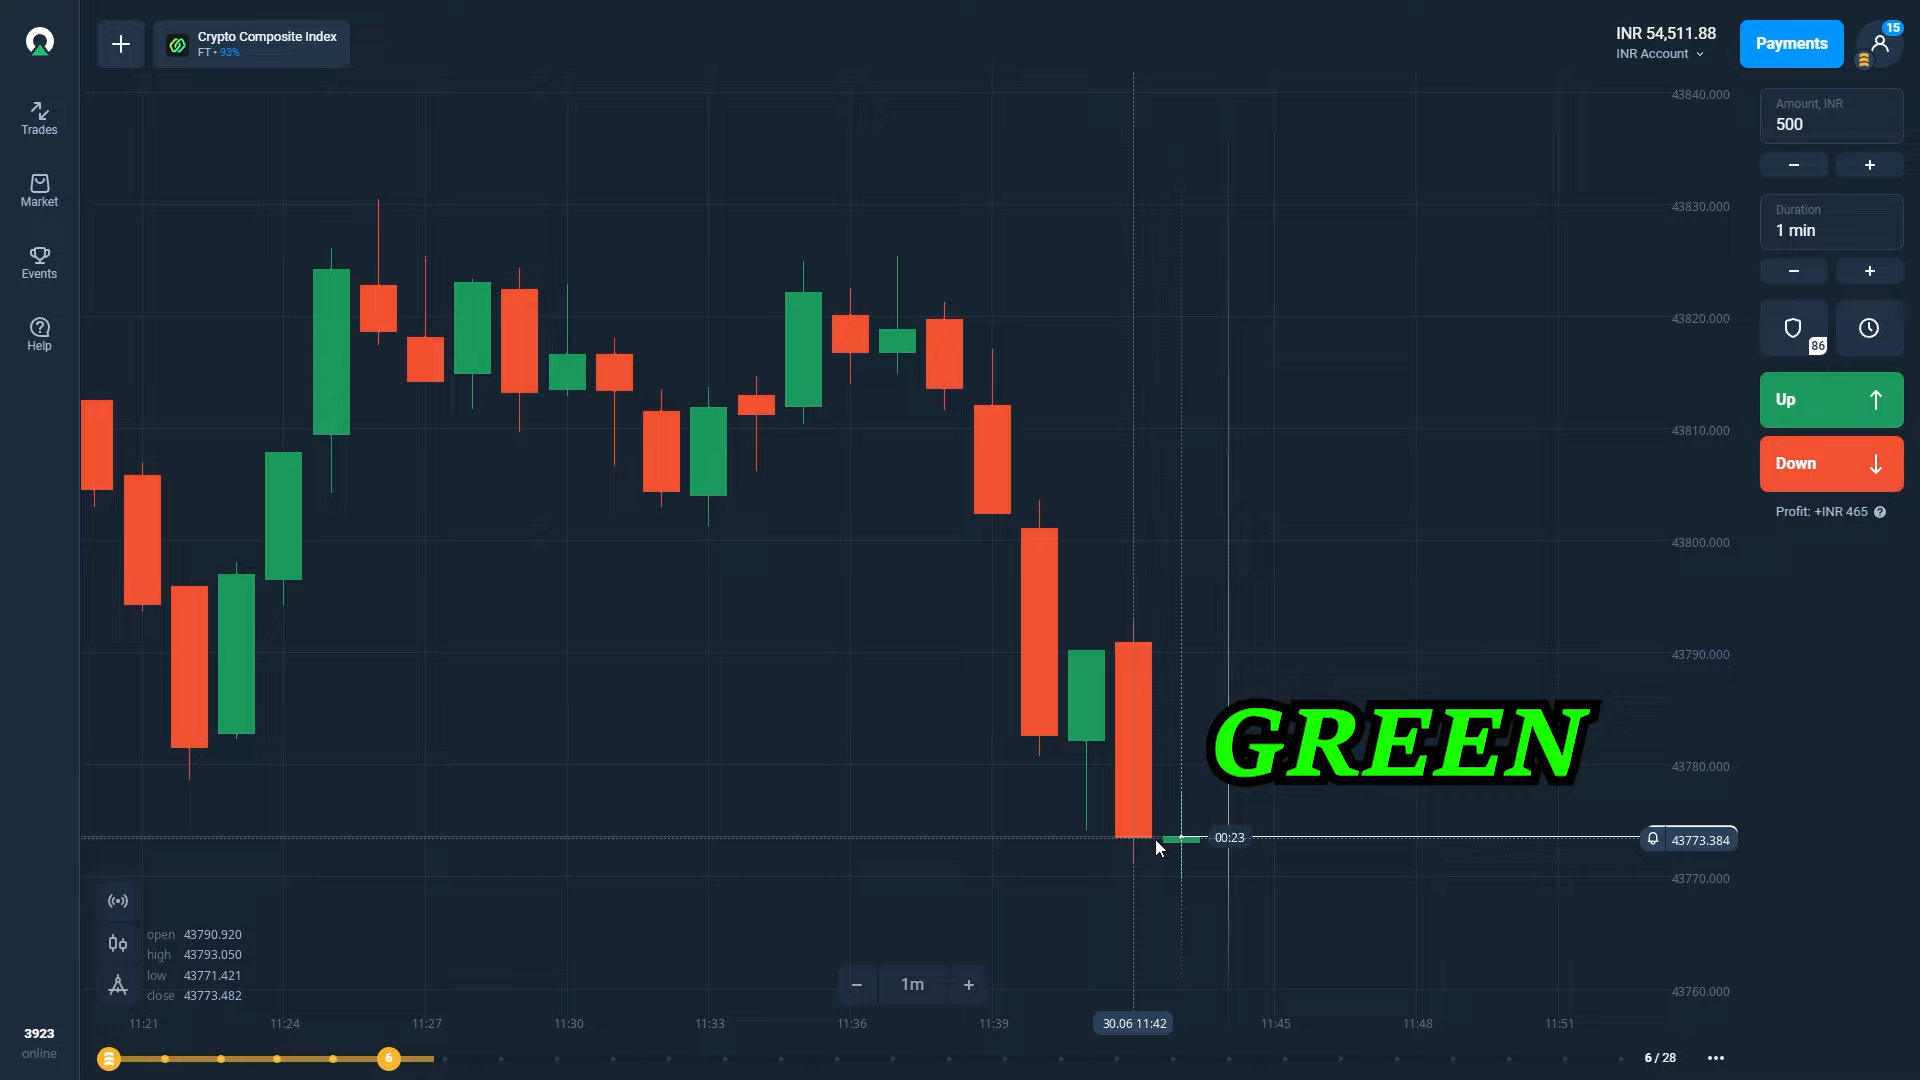 Crypto Composite Index
FT • 93%
INR 54,511.88
INR Account
Payments
15
Trades
Market
Events
Help
43840.000
43830.000
43820.000
43810.000
43800.000
43790.000
43780.000
43773.384
43770.000
43760.000
Amount, INR
500
Duration
1 min
86
Up
Down
Profit: +INR 465
GREEN
00:23
open 43790.920
high 43793.050
low 43771.421
close 43773.482
1m
11:21
11:24
11:27
11:30
11:33
11:36
11:39
30.06 11:42
11:45
11:48
11:51
3923
online
6
6 / 28